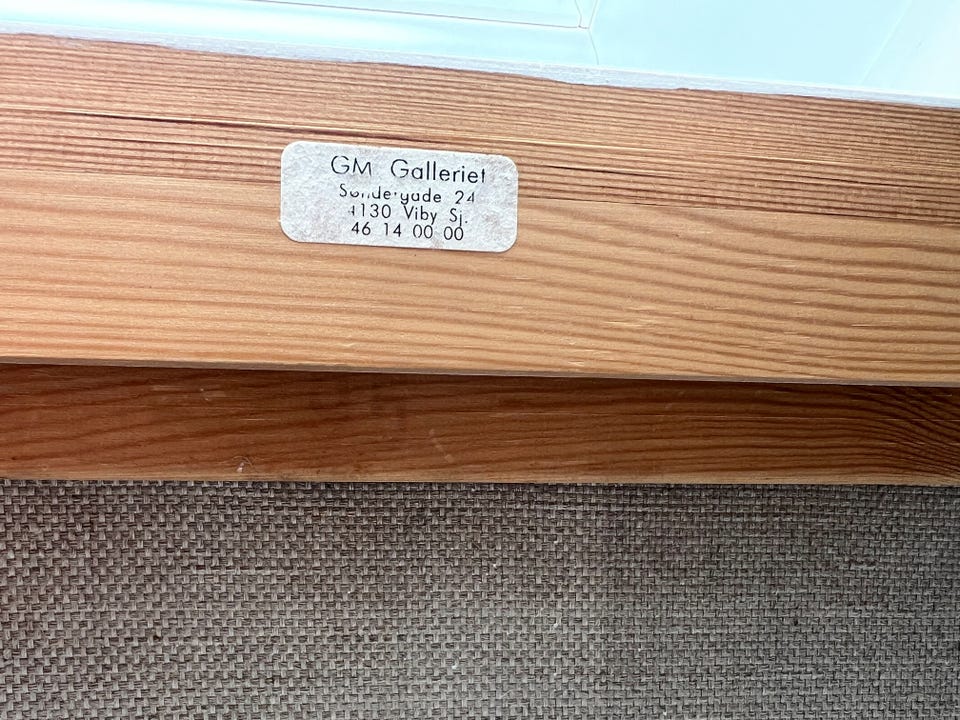 GM Galleriet
Søndergade 24
4130 Viby Sj.
46 14 00 00